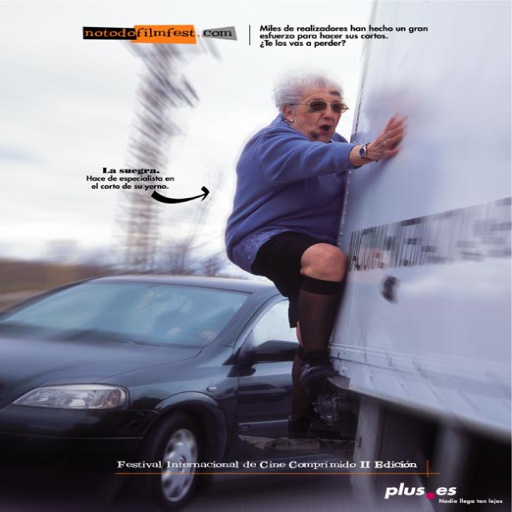 notodofilmfest.com
Miles de realizadores han hecho un gran
esfuerzo para hacer sus cortos.
¿Te los vas a perder?
La suegra.
Hace de especialista en
el corto de su yerno.
Festival Internacional de Cine Comprimido II Edición
plus.es
Nadie llega tan lejos